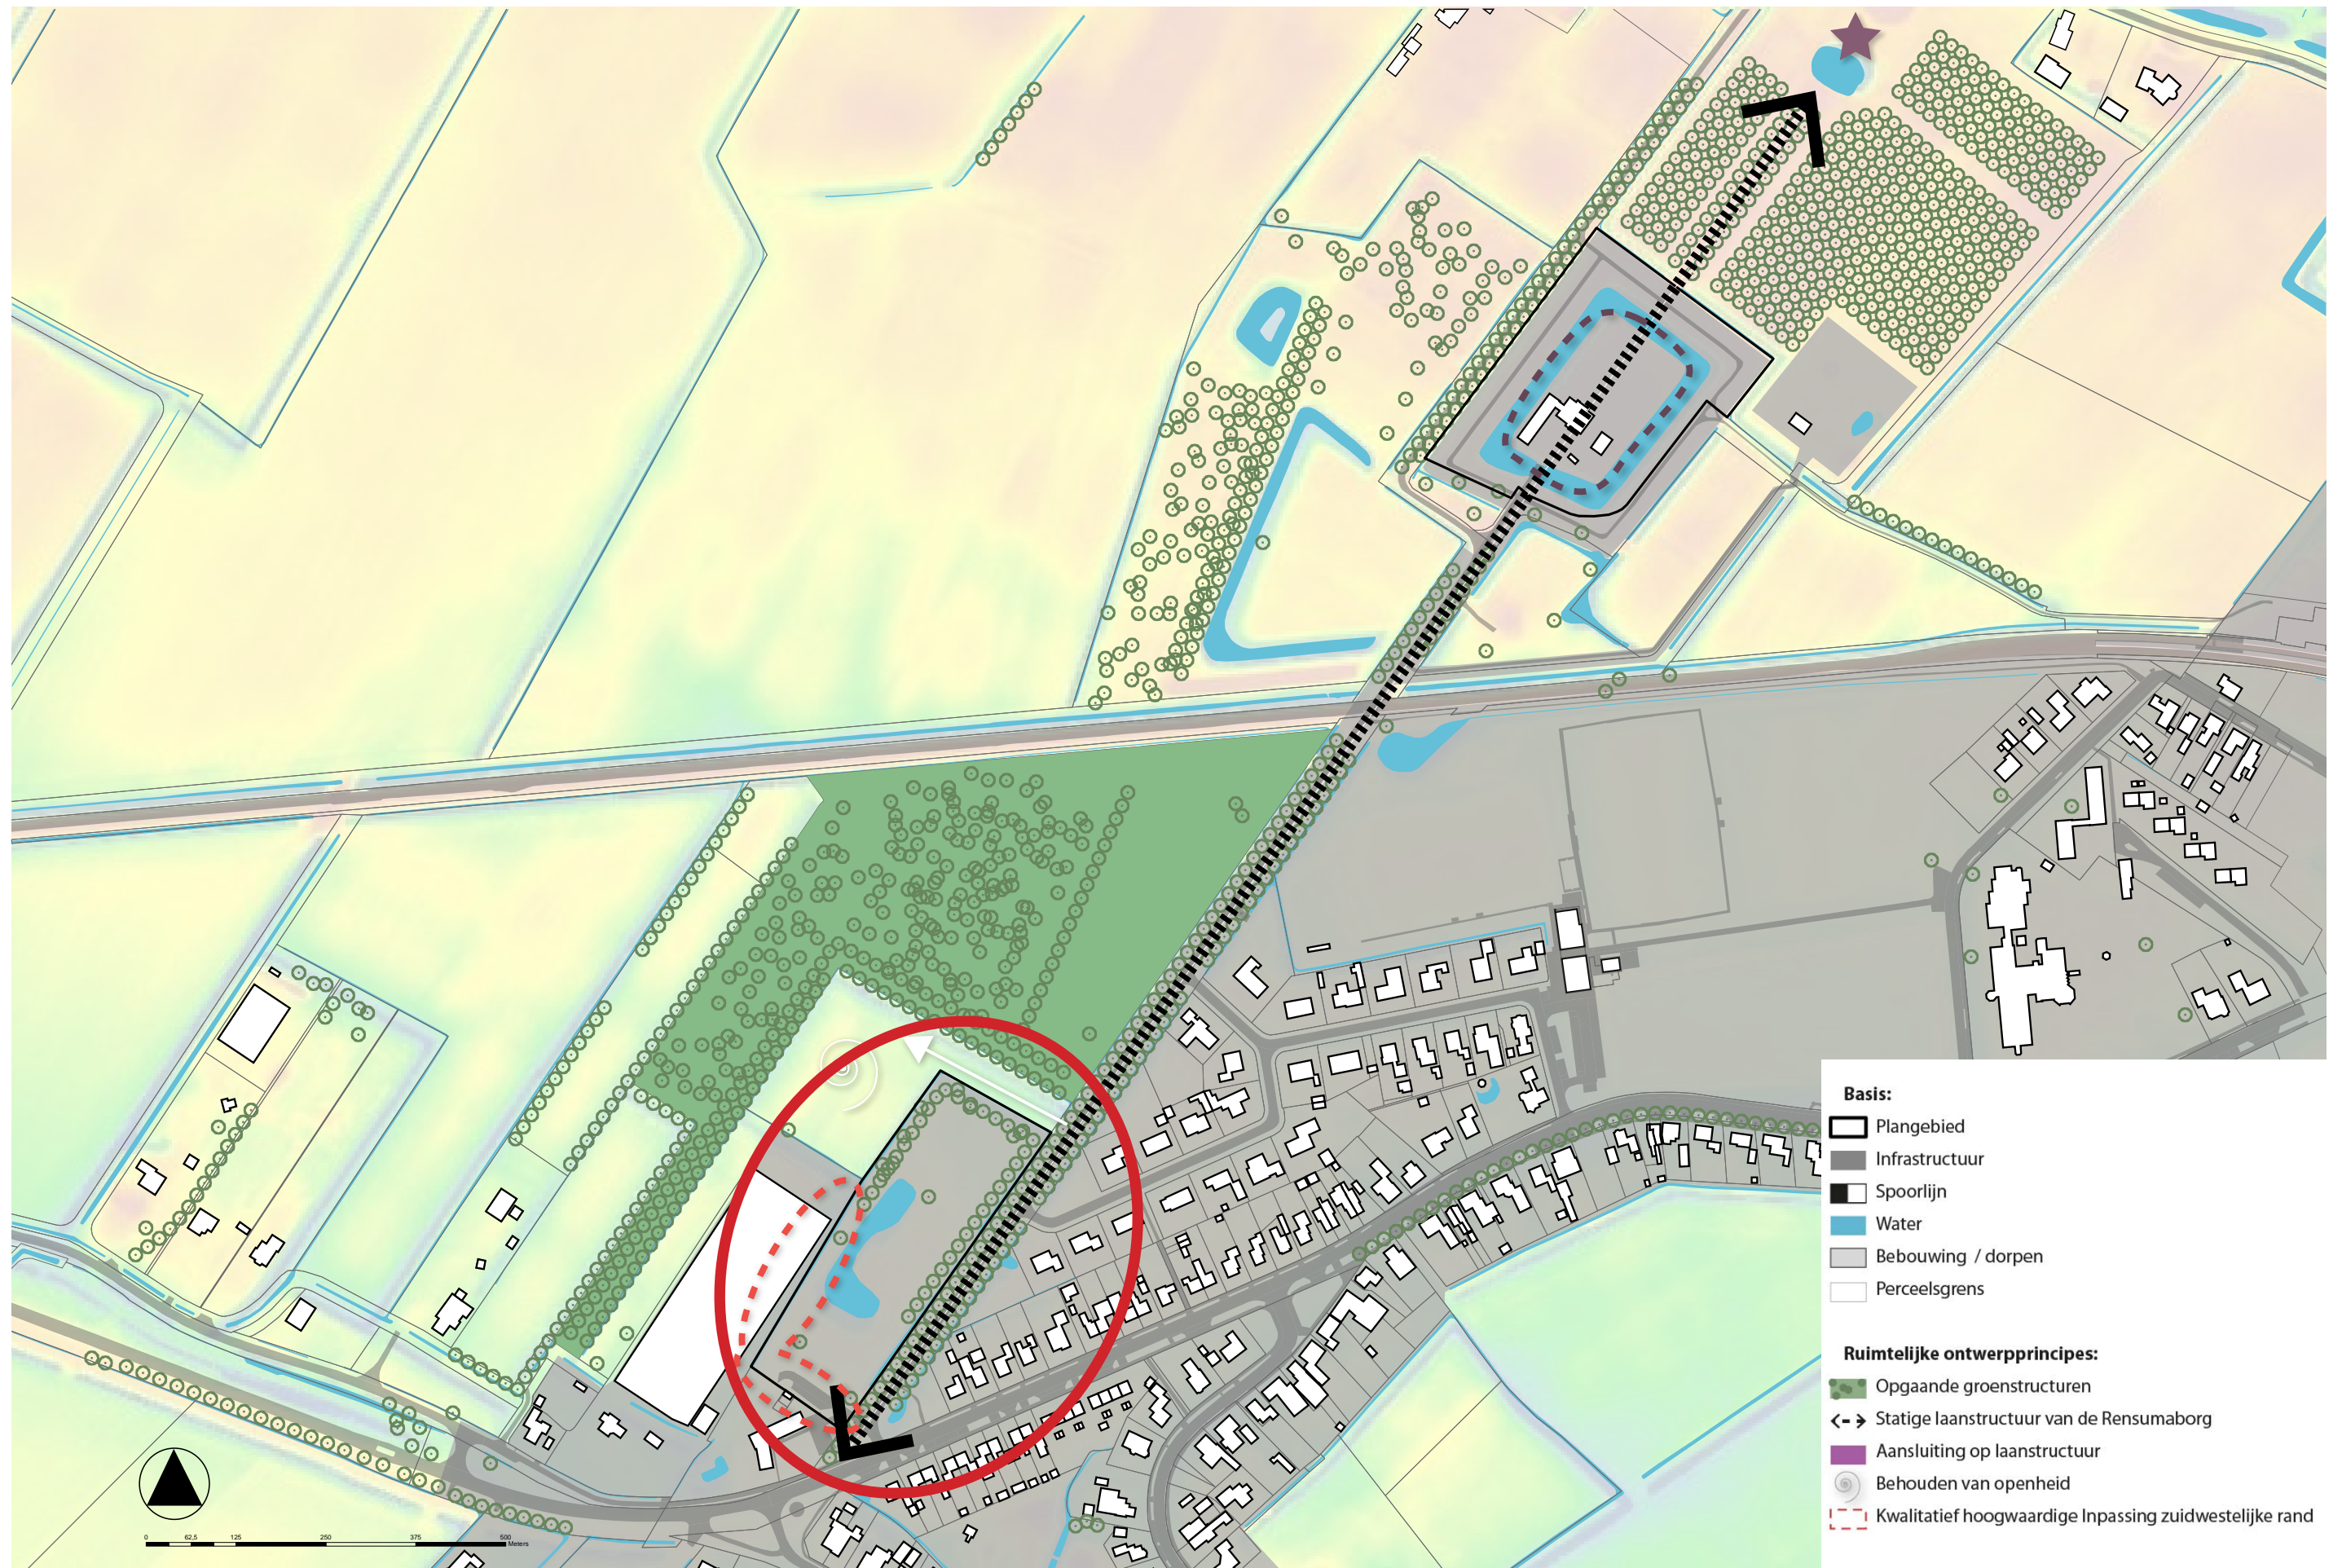 Basis:
Plangebied
Infrastructuur
Spoorlijn
Water
Bebouwing / dorpen
Perceelsgrens
Ruimtelijke ontwerpprincipes:
Opgaande groenstructuren
Statige laanstructuur van de Rensumaborg
Aansluiting op laanstructuur
Behouden van openheid
Kwalitatief hoogwaardige Inpassing zuidwestelijke rand
0 62,5 125 250 375 500
Meters